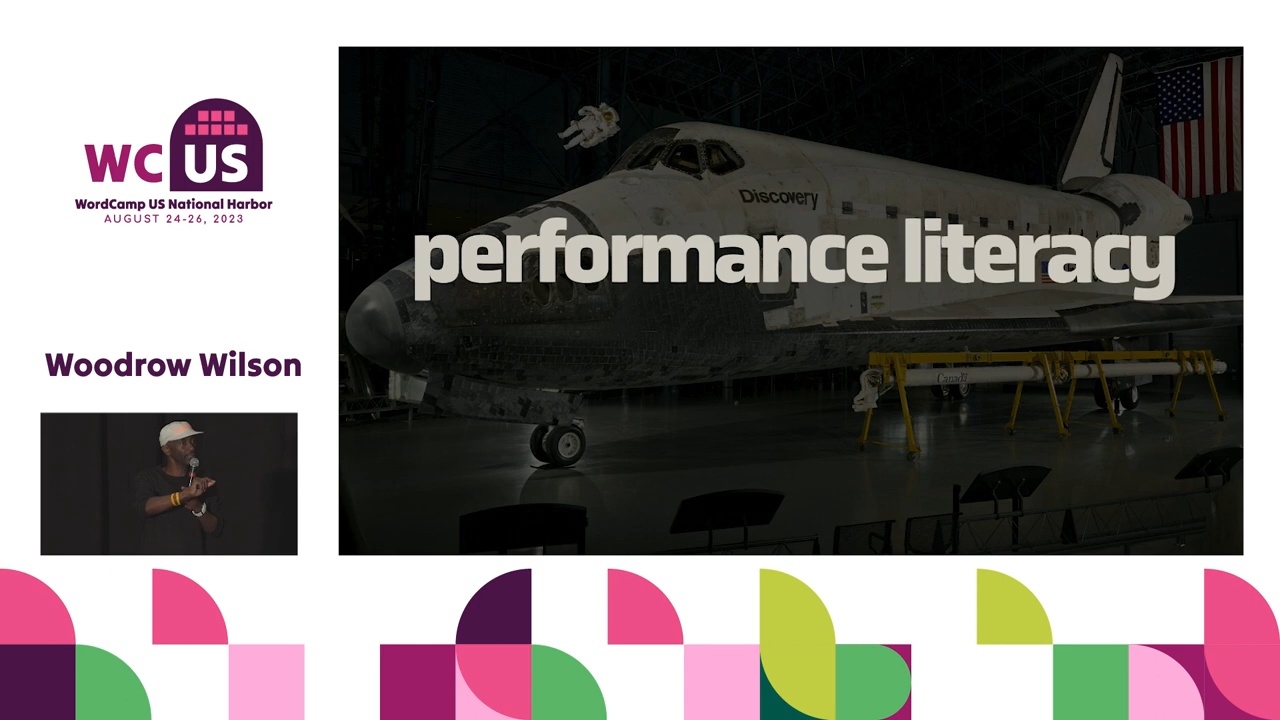 WC US
WordCamp US National Harbor
AUGUST 24-26, 2023
Woodrow Wilson
Discovery
performance literacy
Canada